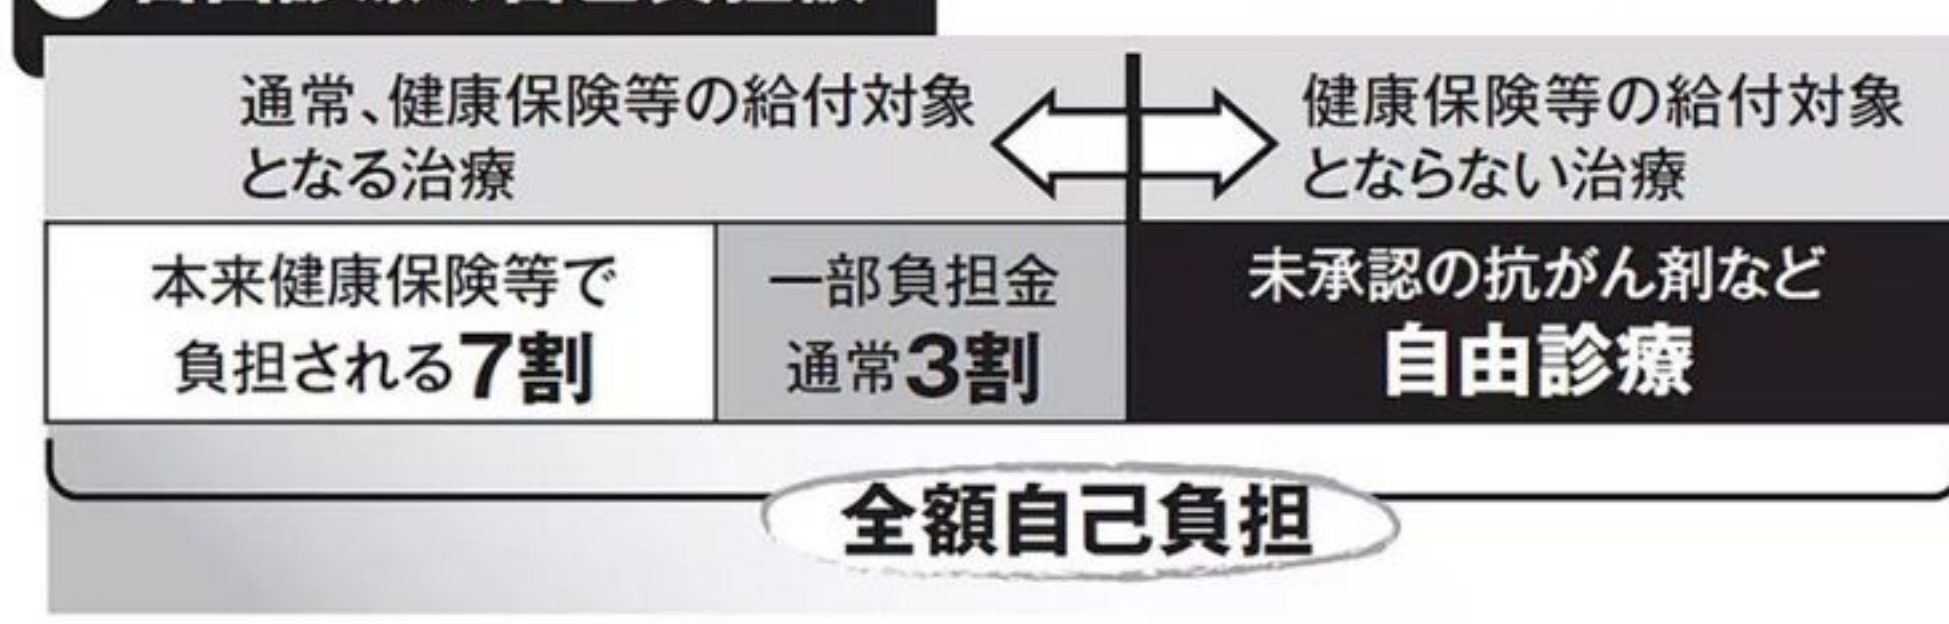 通常、健康保険等の給付対象
となる治療
健康保険等の給付対象
とならない治療
本来健康保険等で
負担される7割
一部負担金
通常3割
未承認の抗がん剤など
自由診療
全額自己負担